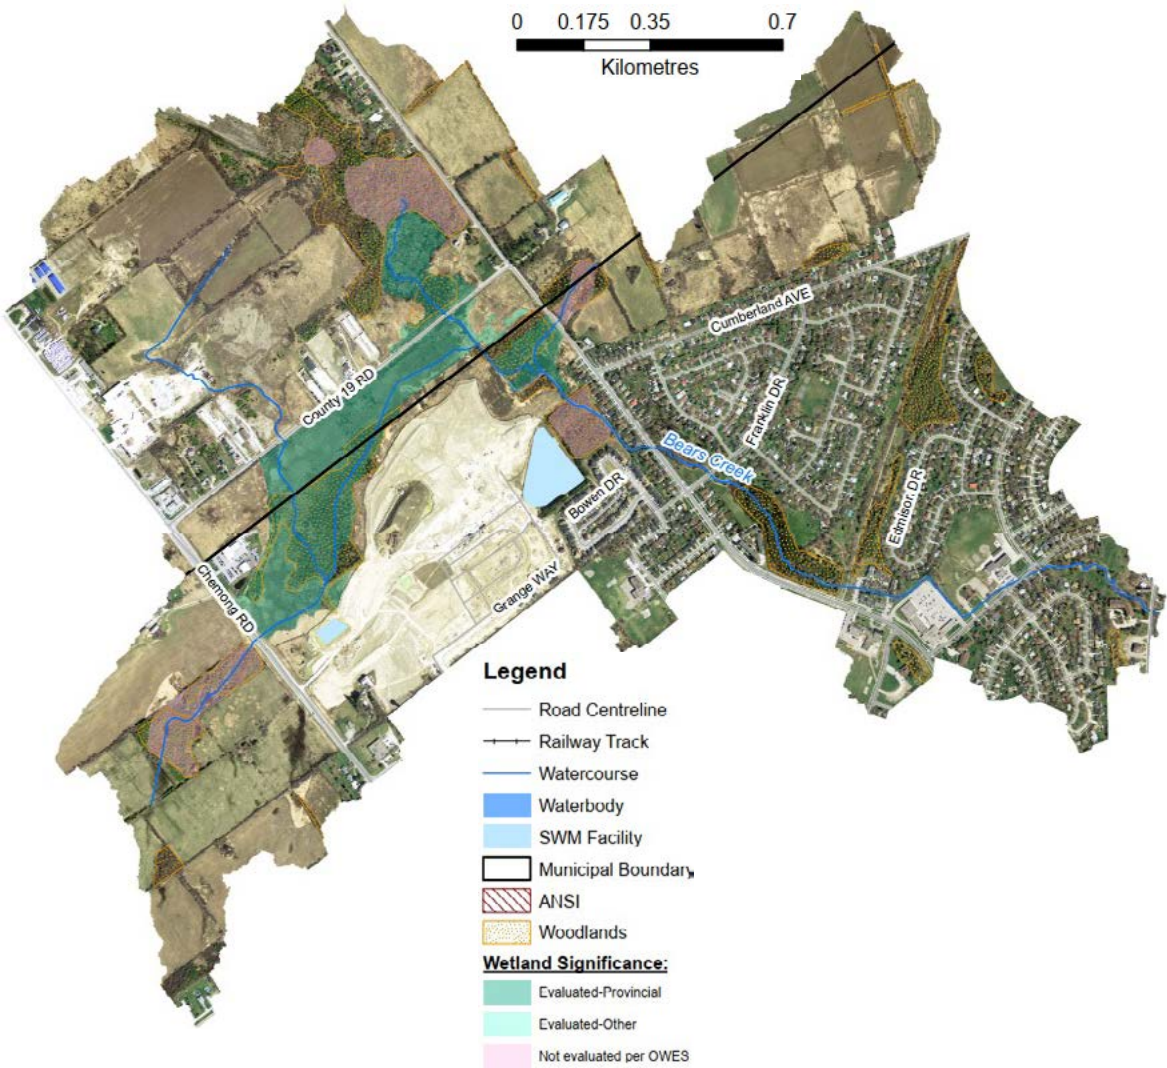 0 0.175 0.35 0.7
Kilometres
Cumberland AVE
County 19 RD
Franklin DR
Bears Creek
Bowen DR
Edmison DR
Chemong RD
Grange WAY
Legend
Road Centreline
Railway Track
Watercourse
Waterbody
SWM Facility
Municipal Boundary
ANSI
Woodlands
Wetland Significance:
Evaluated-Provincial
Evaluated-Other
Not evaluated per OWES